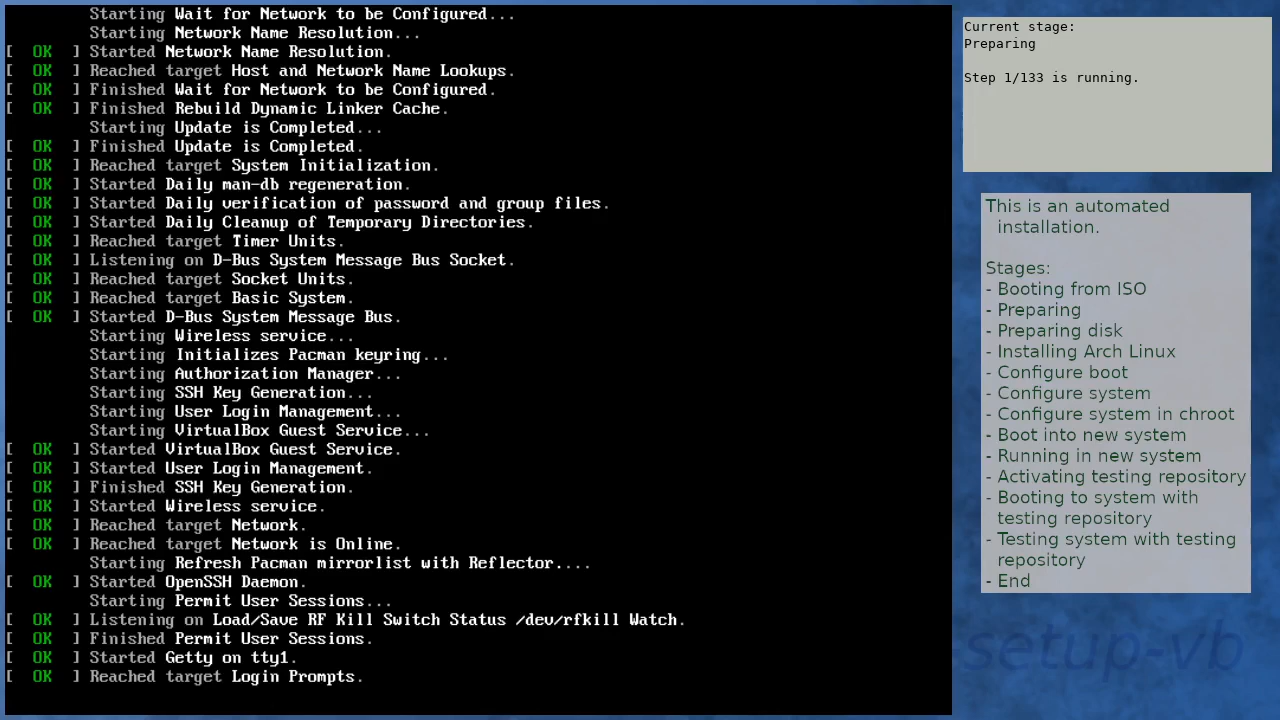 Starting Wait for Network to be Configured...
Starting Network Name Resolution...
[ OK ] Started Network Name Resolution.
[ OK ] Reached target Host and Network Name Lookups.
[ OK ] Finished Wait for Network to be Configured.
[ OK ] Finished Rebuild Dynamic Linker Cache.
Starting Update is Completed...
[ OK ] Finished Update is Completed.
[ OK ] Reached target System Initialization.
[ OK ] Started Daily man-db regeneration.
[ OK ] Started Daily verification of password and group files.
[ OK ] Started Daily Cleanup of Temporary Directories.
[ OK ] Reached target Timer Units.
[ OK ] Listening on D-Bus System Message Bus Socket.
[ OK ] Reached target Socket Units.
[ OK ] Reached target Basic System.
[ OK ] Started D-Bus System Message Bus.
Starting Wireless service...
Starting Initializes Pacman keyring...
Starting Authorization Manager...
Starting SSH Key Generation...
Starting User Login Management...
Starting VirtualBox Guest Service...
[ OK ] Started VirtualBox Guest Service.
[ OK ] Started User Login Management.
[ OK ] Finished SSH Key Generation.
[ OK ] Started Wireless service.
[ OK ] Reached target Network.
[ OK ] Reached target Network is Online.
Starting Refresh Pacman mirrorlist with Reflector....
[ OK ] Started OpenSSH Daemon.
Starting Permit User Sessions...
[ OK ] Listening on Load/Save RF Kill Switch Status /dev/rfkill Watch.
[ OK ] Finished Permit User Sessions.
[ OK ] Started Getty on tty1.
[ OK ] Reached target Login Prompts.
Current stage:
Preparing
Step 1/133 is running.
This is an automated
installation.
Stages:
- Booting from ISO
- Preparing
- Preparing disk
- Installing Arch Linux
- Configure boot
- Configure system
- Configure system in chroot
- Boot into new system
- Running in new system
- Activating testing repository
- Booting to system with
testing repository
- Testing system with testing
repository
- End
setup-vb